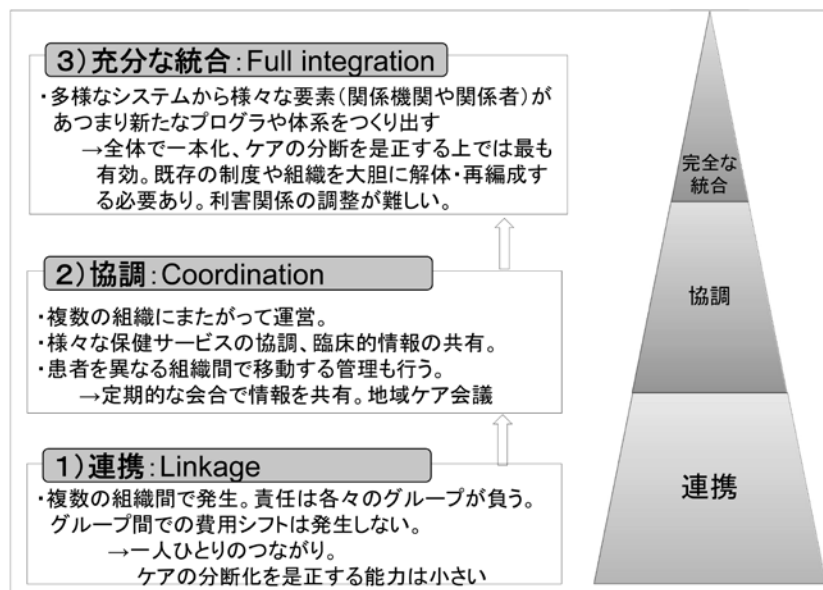 3）充分な統合：Full integration
・多様なシステムから様々な要素（関係機関や関係者）が
あつまり新たなプログラや体系をつくり出す
→全体で一本化、ケアの分断を是正する上では最も
有効。既存の制度や組織を大胆に解体・再編成す
る必要あり。利害関係の調整が難しい。
2）協調：Coordination
・複数の組織にまたがって運営。
・様々な保健サービスの協調、臨床的情報の共有。
・患者を異なる組織間で移動する管理も行う。
→定期的な会合で情報を共有。地域ケア会議
1）連携：Linkage
・複数の組織間で発生。責任は各々のグループが負う。
グループ間での費用シフトは発生しない。
→一人ひとりのつながり。
ケアの分断化を是正する能力は小さい
完全な
統合
協調
連携